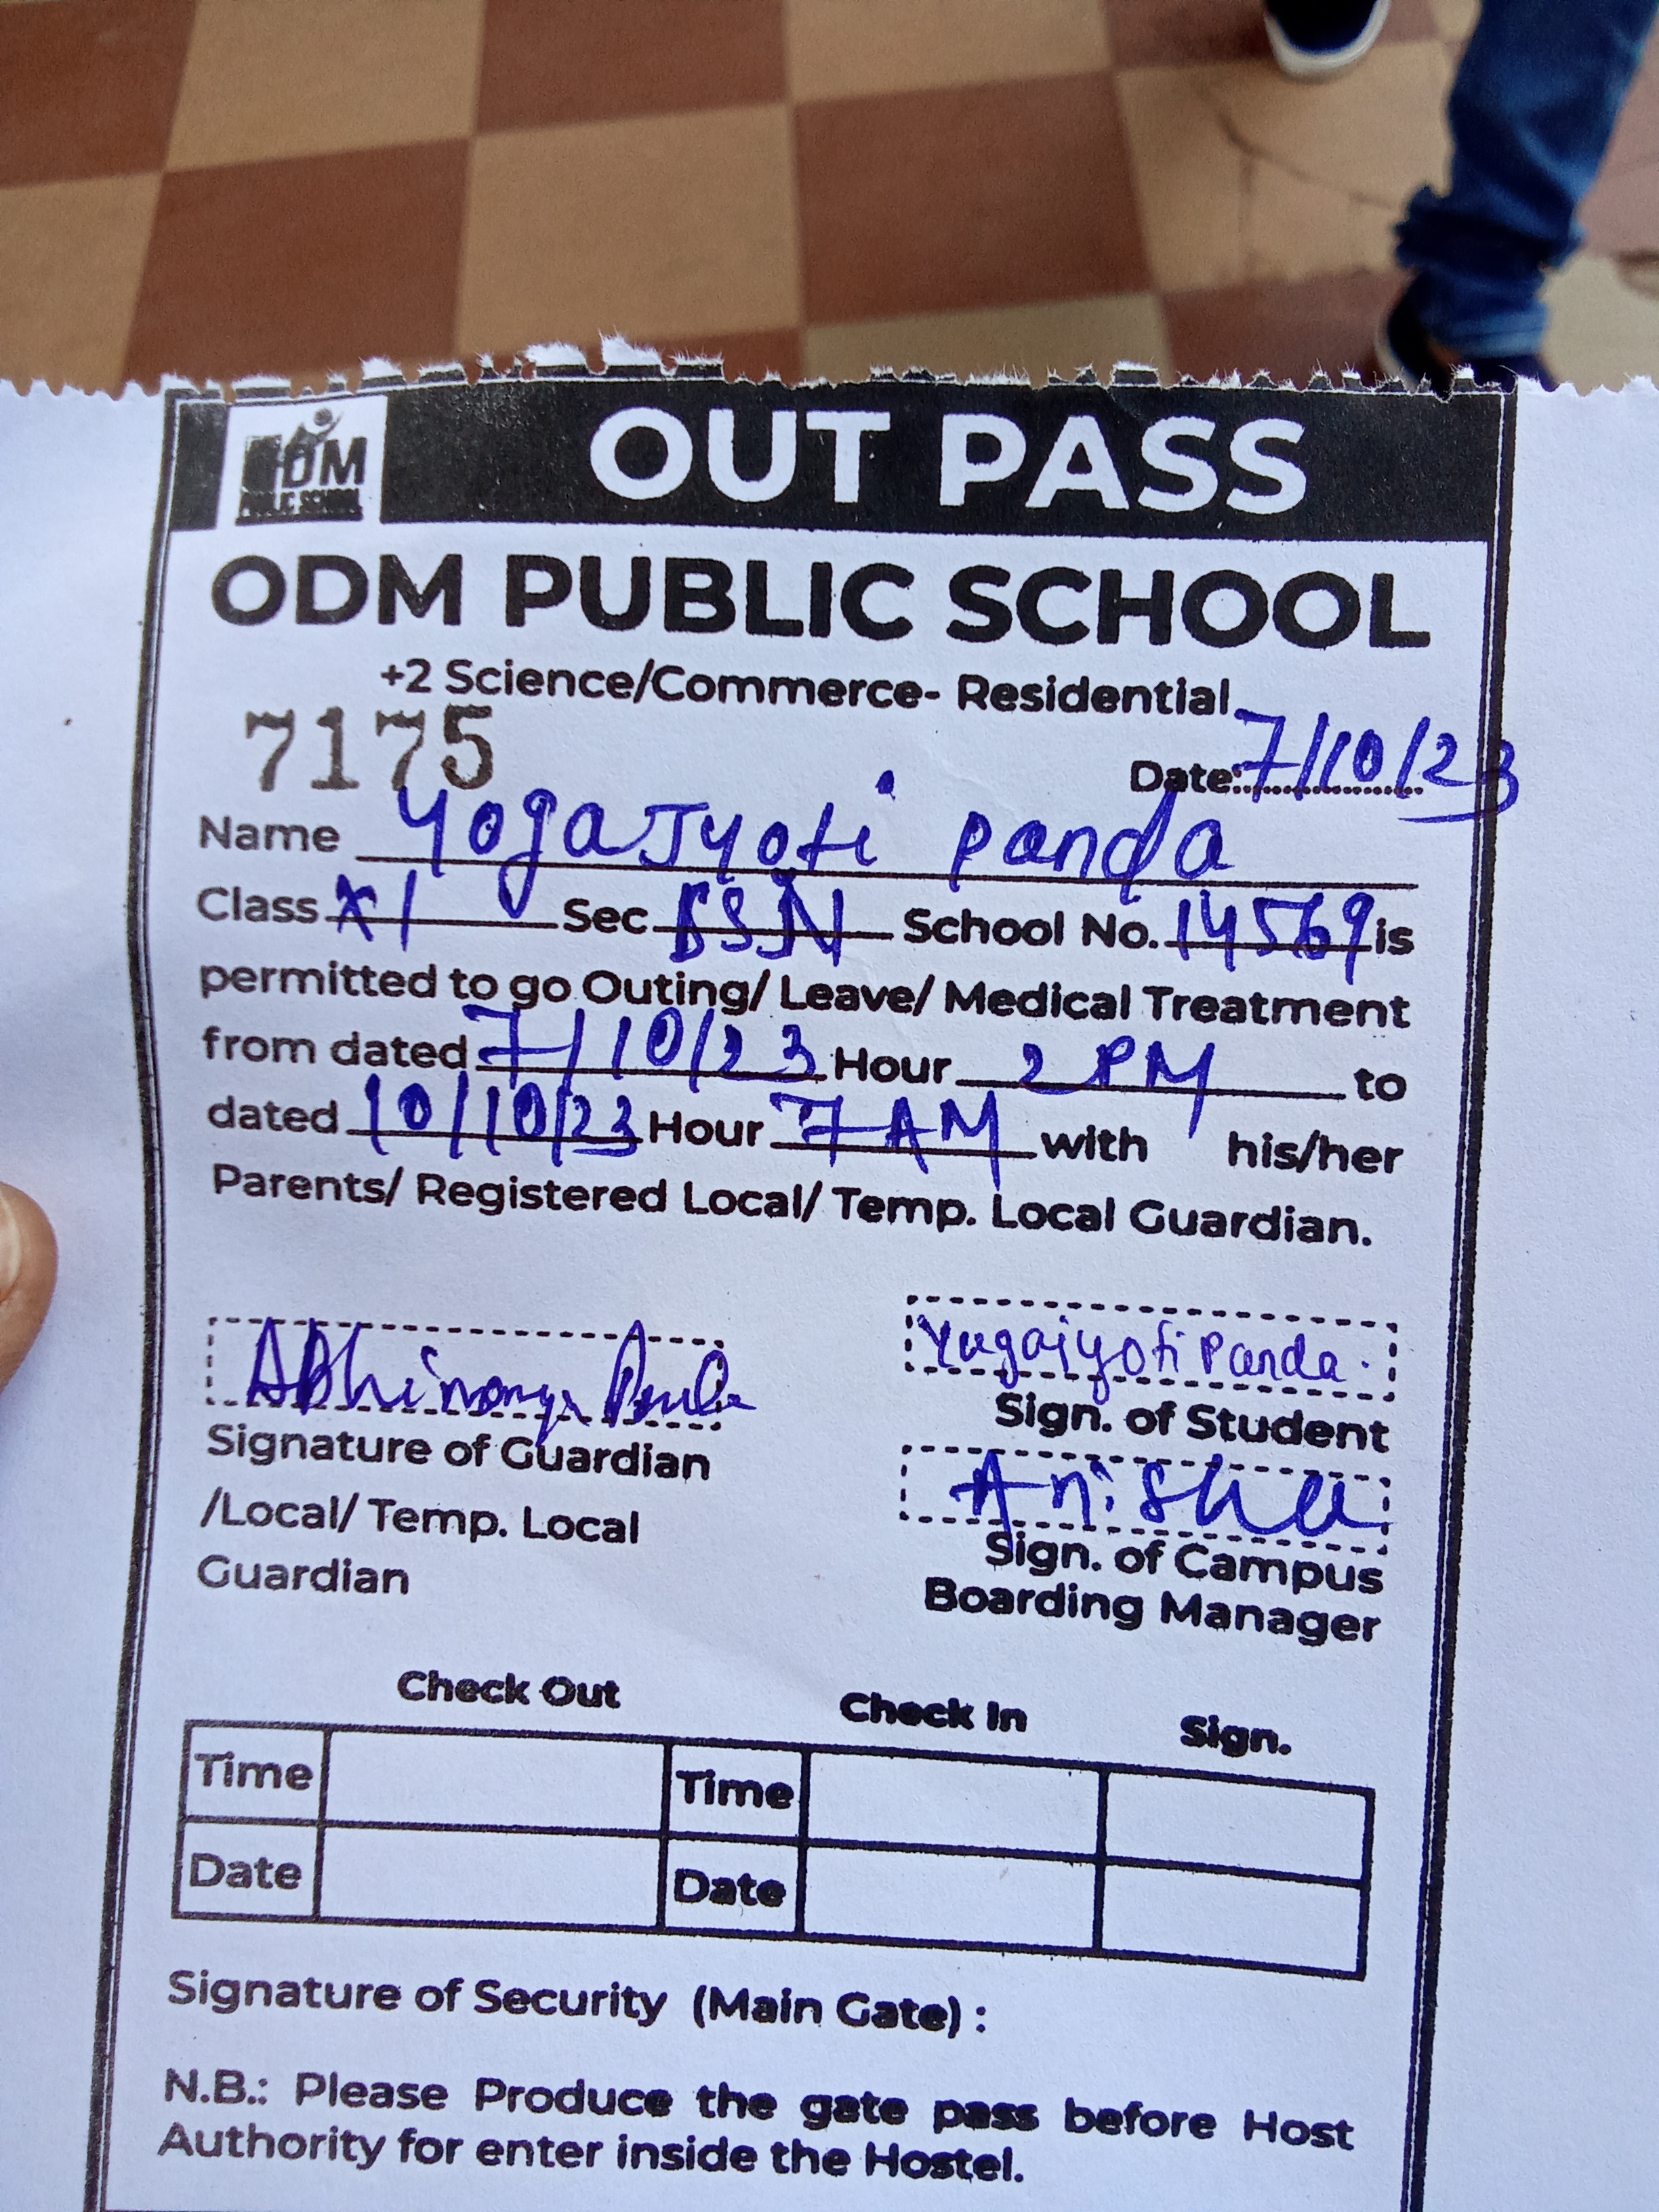 ODM
PUBLIC SCHOOL
OUT PASS
ODM PUBLIC SCHOOL
+2 Science/Commerce- Residential
7175
Date: 7/10/23
Name Yoga Jyoti Panda
Class XI Sec BSN School No. 14569 is
permitted to go Outing/ Leave/ Medical Treatment
from dated 7/10/23 Hour 2 PM to
dated 10/10/23 Hour 7 AM with his/her
Parents/ Registered Local/ Temp. Local Guardian.
Yugajyoti Panda.
Sign. of Student
Signature of Guardian
/Local/ Temp. Local
Guardian
Anisha
Sign. of Campus
Boarding Manager
Check Out Check In Sign.
Time Time
Date Date
Signature of Security (Main Gate) :
N.B.: Please Produce the gate pass before Host
Authority for enter inside the Hostel.